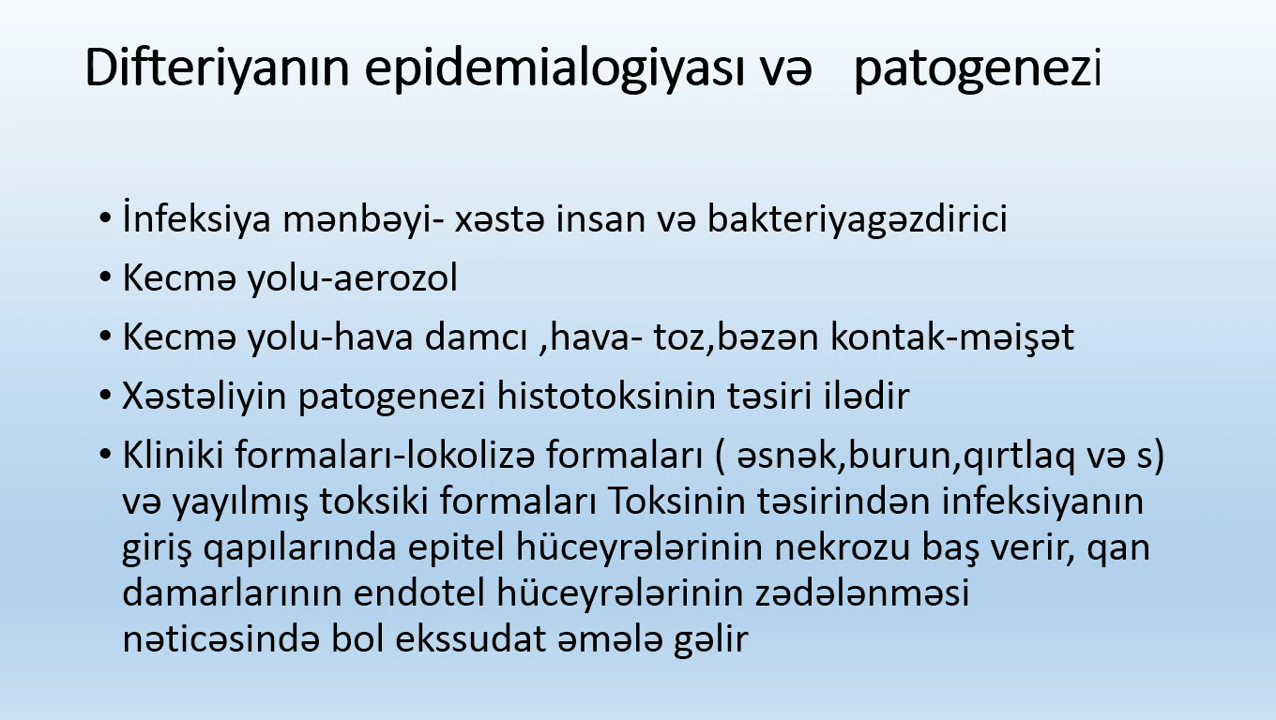 Difteriyanın epidemialogiyası və patogenezi
• İnfeksiya mənbəyi- xəstə insan və bakteriyagəzdirici
• Kecmə yolu-aerozol
• Kecmə yolu-hava damcı ,hava- toz,bəzən kontak-məişət
• Xəstəliyin patogenezi histotoksinin təsiri ilədir
• Kliniki formaları-lokolizə formaları ( əsnək,burun,qırtlaq və s)
və yayılmış toksiki formaları Toksinin təsirindən infeksiyanın
giriş qapılarında epitel hüceyrələrinin nekrozu baş verir, qan
damarlarının endotel hüceyrələrinin zədələnməsi
nəticəsində bol ekssudat əmələ gəlir